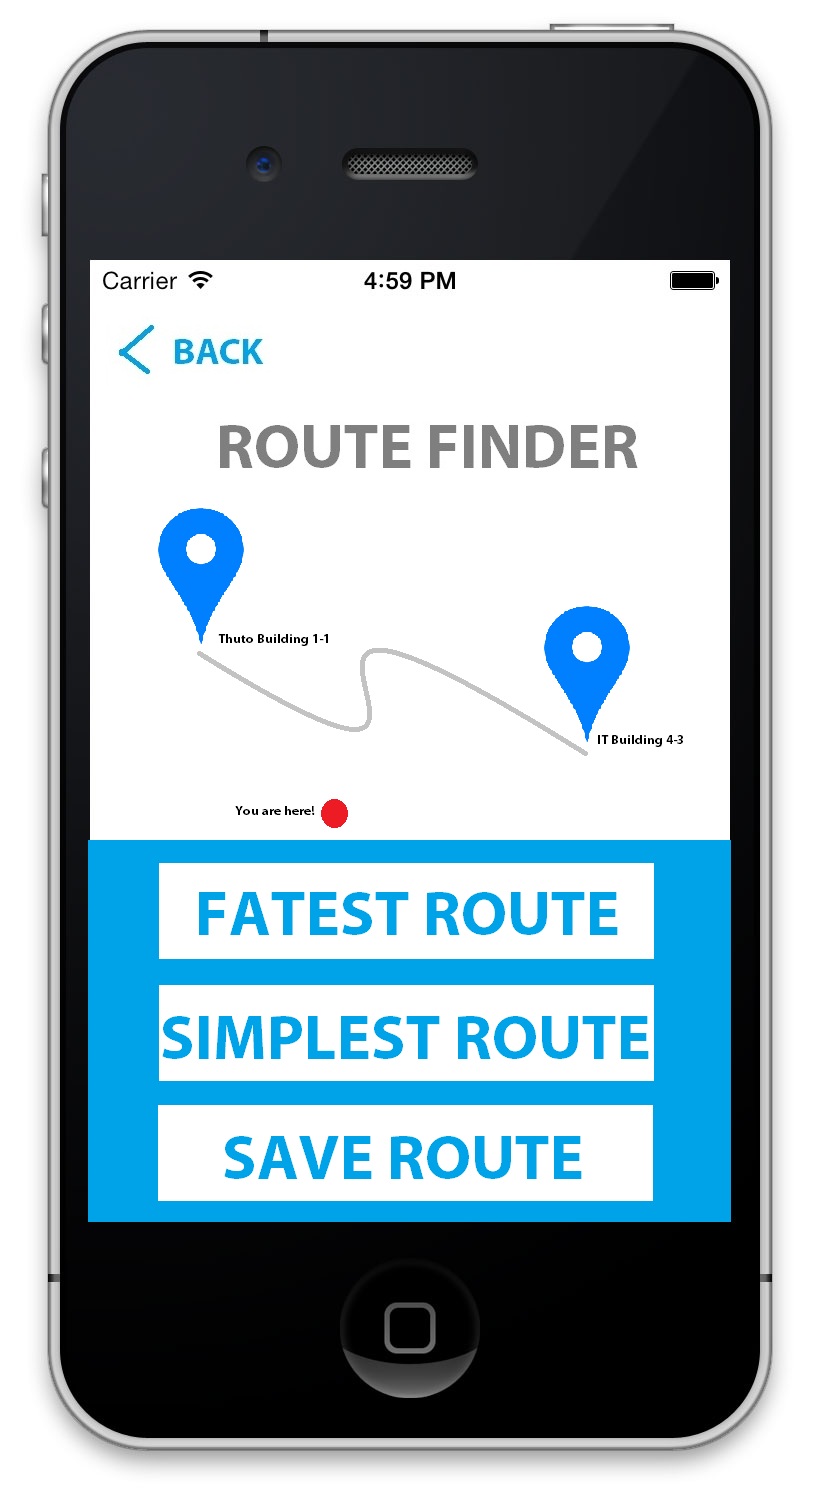 Carrier 4:59 PM
BACK
ROUTE FINDER
Thuto Building 1-1
IT Building 4-3
You are here!
FATEST ROUTE
SIMPLEST ROUTE
SAVE ROUTE